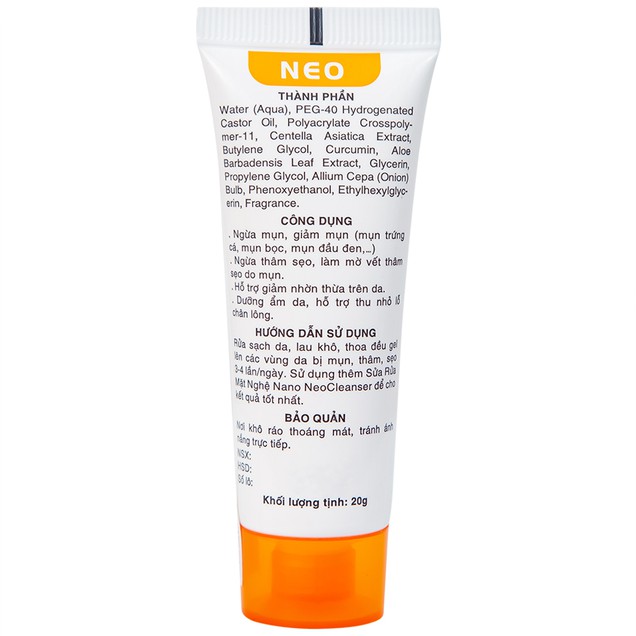 NEO
THÀNH PHẦN
Water (Aqua), PEG-40 Hydrogenated
Castor Oil, Polyacrylate Crosspoly-
mer-11, Centella Asiatica Extract,
Butylene Glycol, Curcumin, Aloe
Barbadensis Leaf Extract, Glycerin,
Propylene Glycol, Allium Cepa (Onion)
Bulb, Phenoxyethanol, Ethylhexylglyc-
erin, Fragrance.
CÔNG DỤNG
. Ngừa mụn, giảm mụn (mụn trứng
cá, mụn bọc, mụn đầu đen,...)
. Ngừa thâm sẹo, làm mờ vết thâm
sẹo do mụn.
. Hỗ trợ giảm nhờn thừa trên da.
. Dưỡng ẩm da, hỗ trợ thu nhỏ lỗ
chân lông.
HƯỚNG DẪN SỬ DỤNG
Rửa sạch da, lau khô, thoa đều gel
lên các vùng da bị mụn, thâm, sẹo
3-4 lần/ngày. Sử dụng thêm Sữa Rửa
Mặt Nghệ Nano NeoCleanser để cho
kết quả tốt nhất.
BẢO QUẢN
Nơi khô ráo thoáng mát, tránh ánh
nắng trực tiếp.
NSX:
HSD:
Số lô:
Khối lượng tịnh: 20g